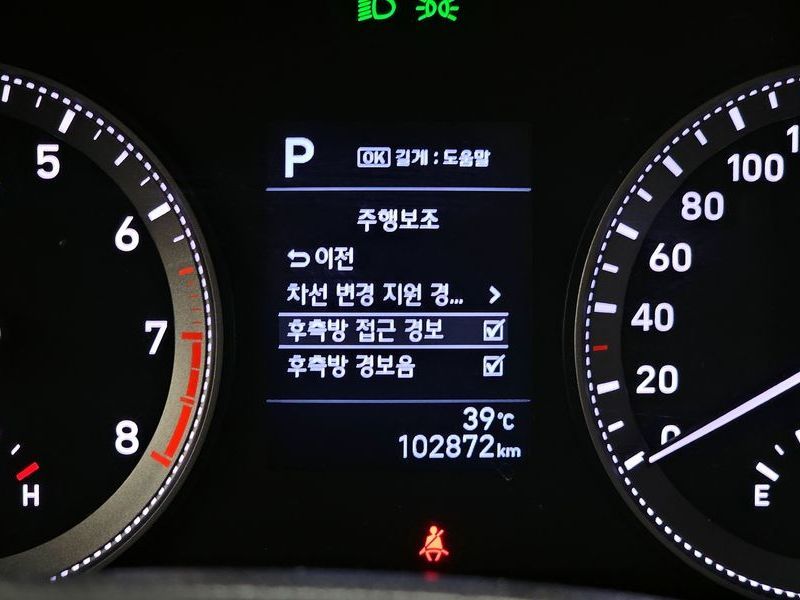 P
OK 길게 : 도움말
주행보조
이전
차선 변경 지원 경...
후측방 접근 경보
후측방 경보음
39°C
102872km
5
6
7
8
H
100
80
60
40
20
0
E